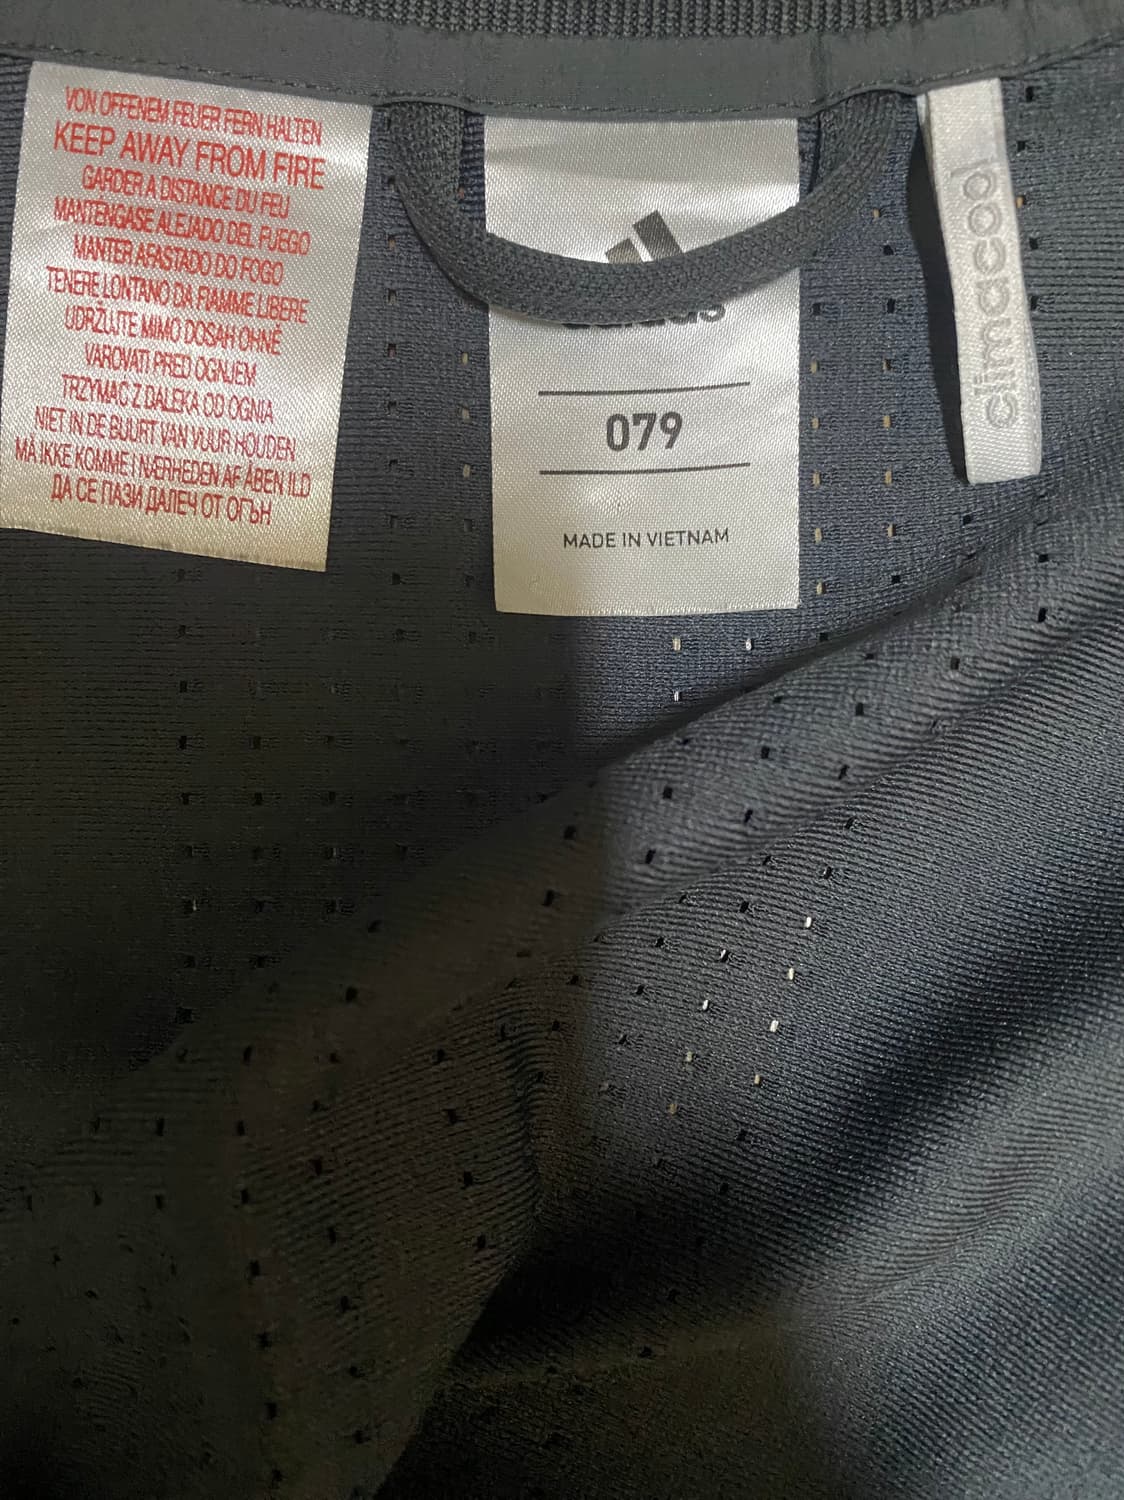 VON OFFENEM FEUER FERN HALTEN
KEEP AWAY FROM FIRE
GARDER A DISTANCE DU FEU
MANTENGASE ALEJADO DEL FUEGO
MANTER AFASTADO DO FOGO
TENERE LONTANO DA FIAMME LIBERE
UDRŽUJTE MIMO DOSAH OHNĚ
VAROVATI PRED OGNJEM
TRZYMAĆ Z DALEKA OD OGNIA
NIET IN DE BUURT VAN VUUR HOUDEN
MÅ IKKE KOMME I NÆRHEDEN AF ÅBEN ILD
ДА СЕ ПАЗИ ДАЛЕЧ ОТ ОГЪН
079
MADE IN VIETNAM
climacool